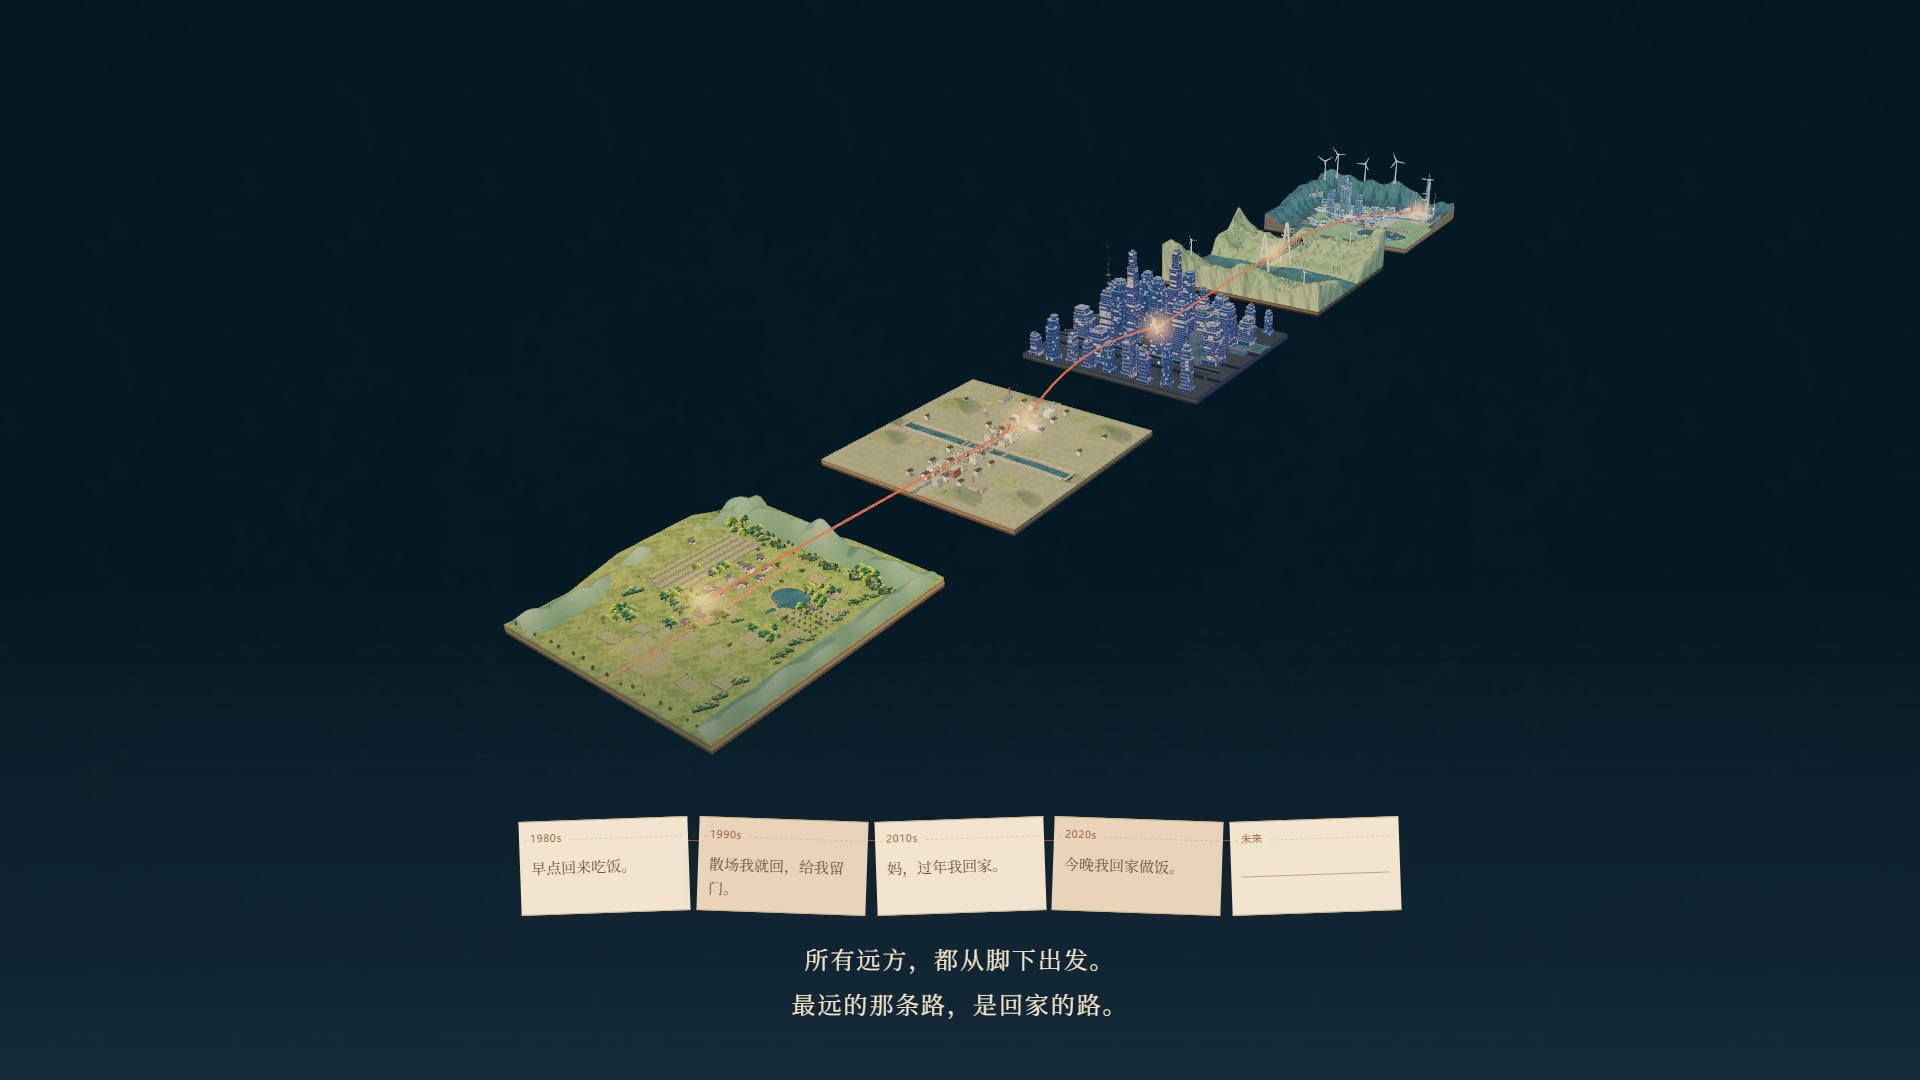 1980s
早点回来吃饭。
1990s
散场我就回，给我留
门。
2010s
妈，过年我回家。
2020s
今晚我回家做饭。
未来
所有远方，都从脚下出发。
最远的那条路，是回家的路。